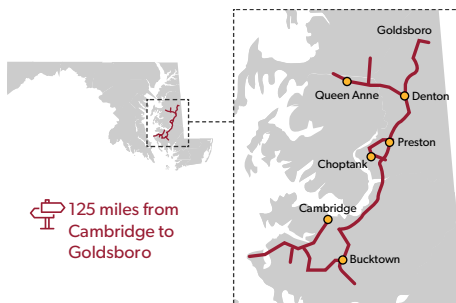 Goldsboro
Queen Anne
Denton
Preston
Choptank
Cambridge
Bucktown
125 miles from
Cambridge to
Goldsboro